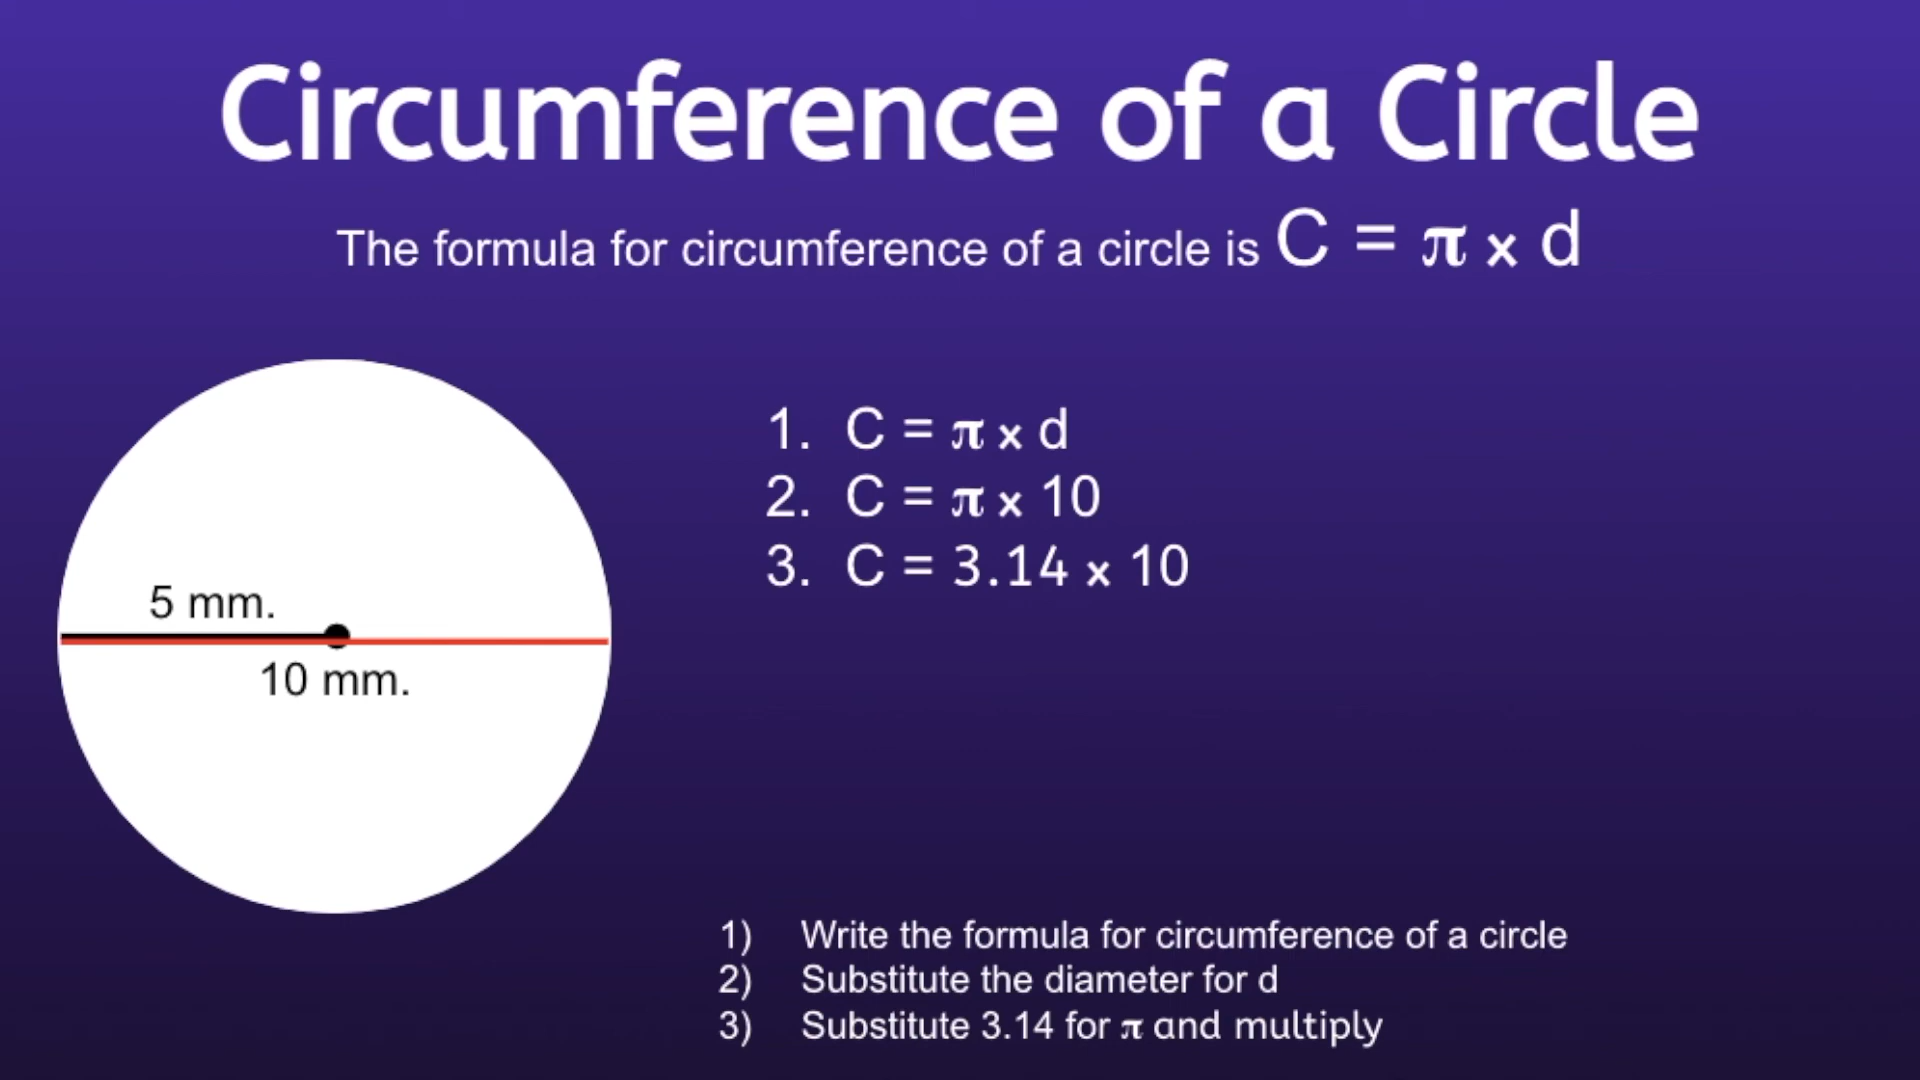 Circumference of a Circle
The formula for circumference of a circle is C = π x d
5 mm.
10 mm.
1. C = π x d
2. C = π x 10
3. C = 3.14 x 10
1) Write the formula for circumference of a circle
2) Substitute the diameter for d
3) Substitute 3.14 for π and multiply